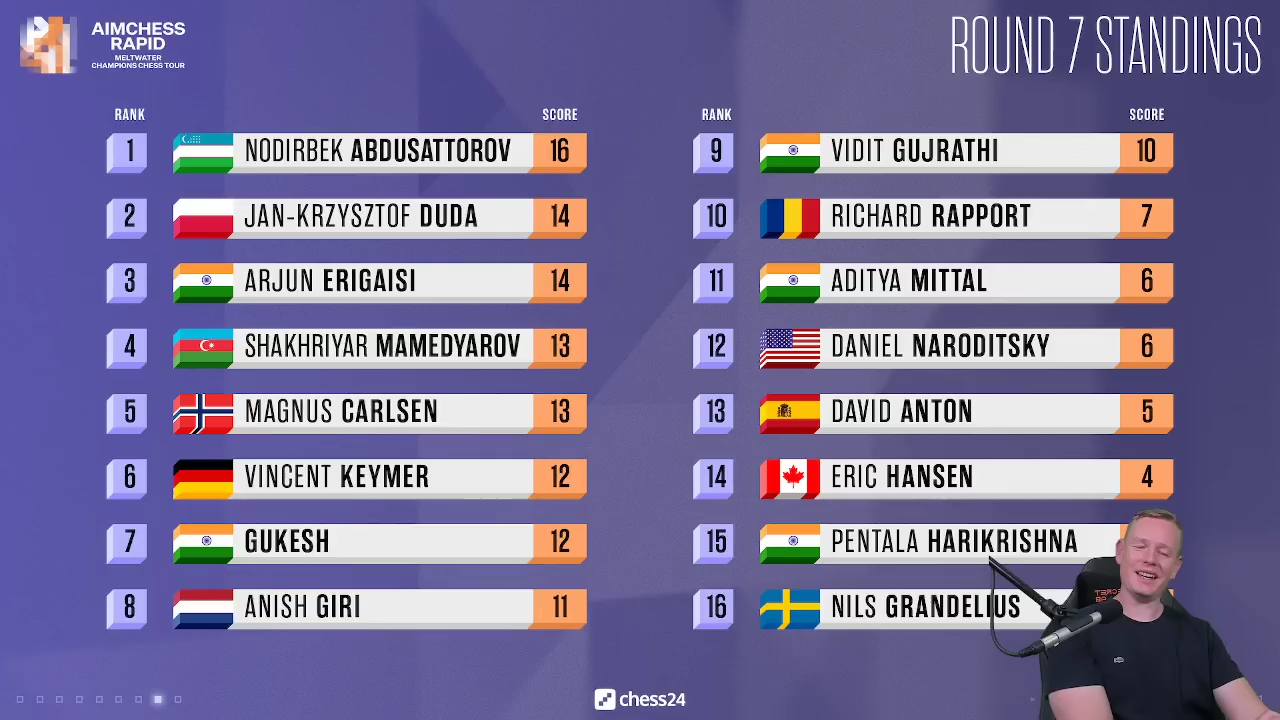 AIMCHESS
RAPID
MELTWATER
CHAMPIONS CHESS TOUR
ROUND 7 STANDINGS
RANK SCORE
1 NODIRBEK ABDUSATTOROV 16
2 JAN-KRZYSZTOF DUDA 14
3 ARJUN ERIGAISI 14
4 SHAKHRIYAR MAMEDYAROV 13
5 MAGNUS CARLSEN 13
6 VINCENT KEYMER 12
7 GUKESH 12
8 ANISH GIRI 11
RANK SCORE
9 VIDIT GUJRATHI 10
10 RICHARD RAPPORT 7
11 ADITYA MITTAL 6
12 DANIEL NARODITSKY 6
13 DAVID ANTON 5
14 ERIC HANSEN 4
15 PENTALA HARIKRISHNA
16 NILS GRANDELIUS
chess24